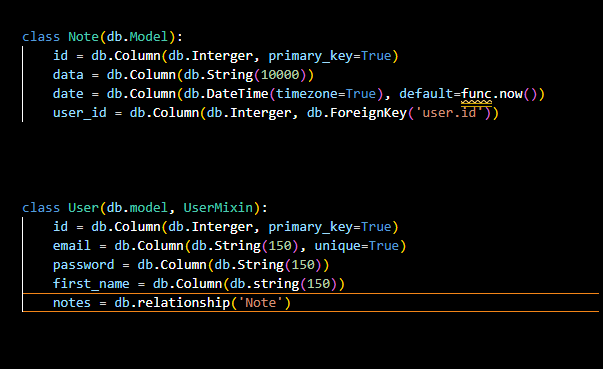 class Note(db.Model):
    id = db.Column(db.Interger, primary_key=True)
    data = db.Column(db.String(10000))
    date = db.Column(db.DateTime(timezone=True), default=func.now())
    user_id = db.Column(db.Interger, db.ForeignKey('user.id'))
class User(db.model, UserMixin):
    id = db.Column(db.Interger, primary_key=True)
    email = db.Column(db.String(150), unique=True)
    password = db.Column(db.String(150))
    first_name = db.Column(db.string(150))
    notes = db.relationship('Note')